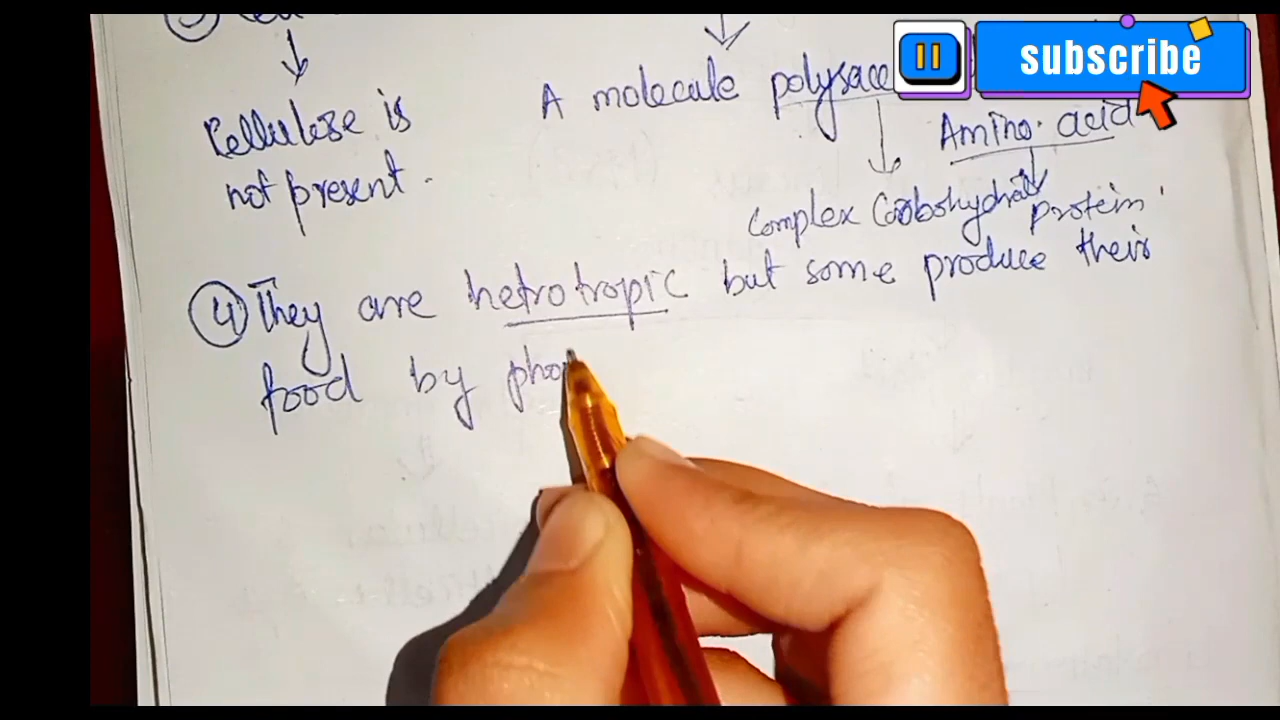 subscribe
A molecule polysacc
Amino acid
Cellulose is
not present.
Complex Carbohydrate protein
④ They are hetrotropic but some produce their
food by pho